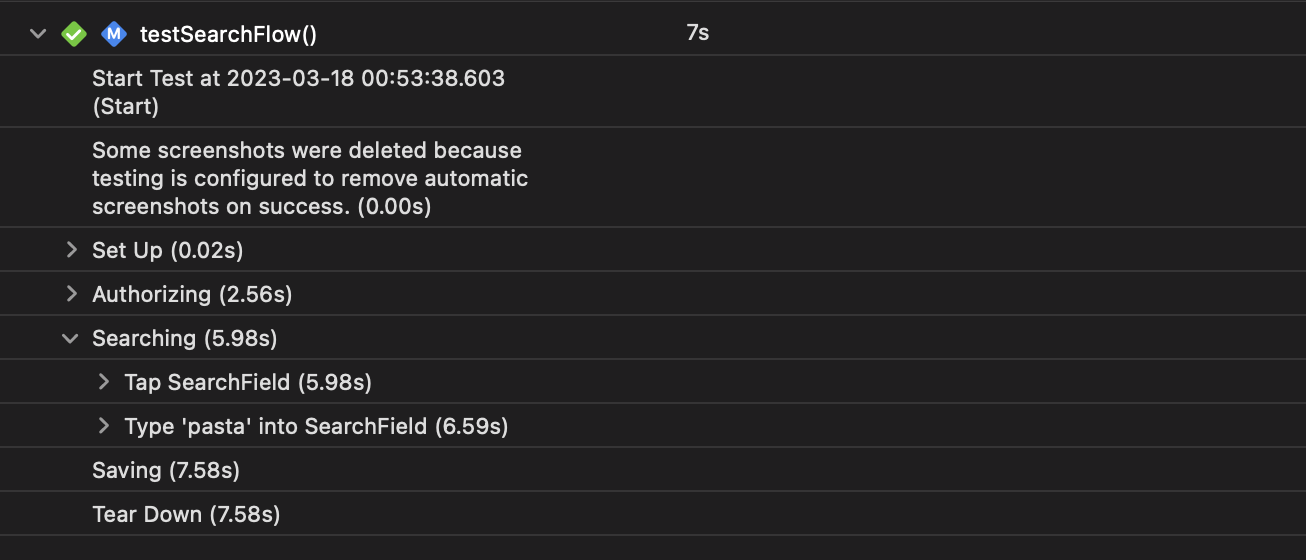 M testSearchFlow() 7s
Start Test at 2023-03-18 00:53:38.603
(Start)
Some screenshots were deleted because
testing is configured to remove automatic
screenshots on success. (0.00s)
Set Up (0.02s)
Authorizing (2.56s)
Searching (5.98s)
Tap SearchField (5.98s)
Type 'pasta' into SearchField (6.59s)
Saving (7.58s)
Tear Down (7.58s)